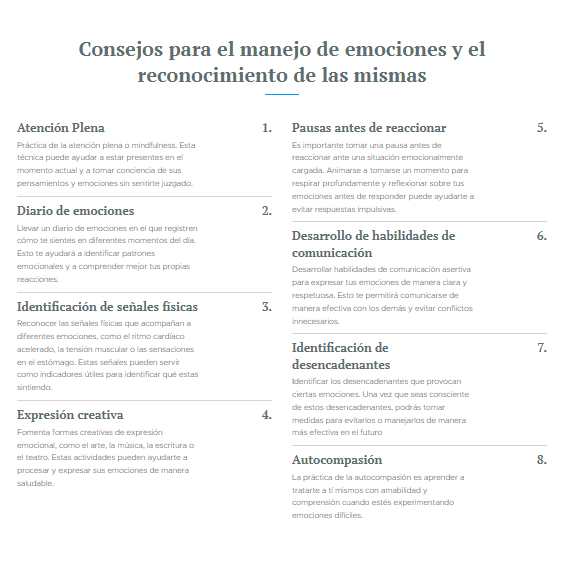 Consejos para el manejo de emociones y el
reconocimiento de las mismas
Atención Plena 1.
Práctica de la atención plena o mindfulness. Esta
técnica puede ayudar a estar presentes en el
momento actual y a tomar conciencia de sus
pensamientos y emociones sin sentirte juzgado.
Diario de emociones 2.
Llevar un diario de emociones en el que registren
cómo te sientes en diferentes momentos del día.
Esto te ayudará a identificar patrones
emocionales y a comprender mejor tus propias
reacciones.
Identificación de señales físicas 3.
Reconocer las señales físicas que acompañan a
diferentes emociones, como el ritmo cardíaco
acelerado, la tensión muscular o las sensaciones
en el estómago. Estas señales pueden servir
como indicadores útiles para identificar qué estas
sintiendo.
Expresión creativa 4.
Fomenta formas creativas de expresión
emocional, como el arte, la música, la escritura o
el teatro. Estas actividades pueden ayudarte a
procesar y expresar sus emociones de manera
saludable.
Pausas antes de reaccionar 5.
Es importante tomar una pausa antes de
reaccionar ante una situación emocionalmente
cargada. Animarse a tomarse un momento para
respirar profundamente y reflexionar sobre tus
emociones antes de responder puede ayudarte a
evitar respuestas impulsivas.
Desarrollo de habilidades de 6.
comunicación
Desarrollar habilidades de comunicación asertiva
para expresar tus emociones de manera clara y
respetuosa. Esto te permitirá comunicarse de
manera efectiva con los demás y evitar conflictos
innecesarios.
Identificación de 7.
desencadenantes
Identificar los desencadenantes que provocan
ciertas emociones. Una vez que seas consciente
de estos desencadenantes, podrás tomar
medidas para evitarlos o manejarlos de manera
más efectiva en el futuro
Autocompasión 8.
La práctica de la autocompasión es aprender a
tratarte a tí mismos con amabilidad y
comprensión cuando estés experimentando
emociones difíciles.